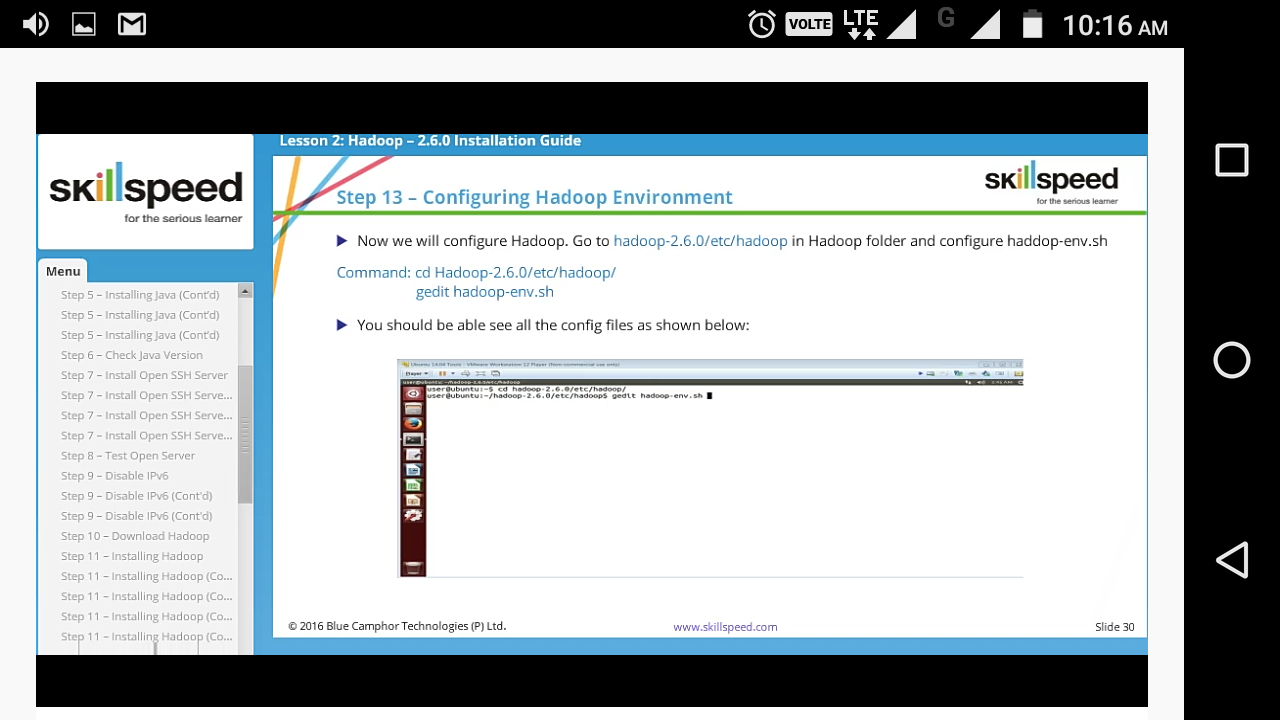 VOLTE LTE G 10:16 AM
Lesson 2: Hadoop – 2.6.0 Installation Guide
skillspeed
for the serious learner
Menu
Step 5 – Installing Java (Cont'd)
Step 5 – Installing Java (Cont'd)
Step 5 – Installing Java (Cont'd)
Step 6 – Check Java Version
Step 7 – Install Open SSH Server
Step 7 – Install Open SSH Serve...
Step 7 – Install Open SSH Serve...
Step 7 – Install Open SSH Serve...
Step 8 – Test Open Server
Step 9 – Disable IPv6
Step 9 – Disable IPv6 (Cont'd)
Step 9 – Disable IPv6 (Cont'd)
Step 10 – Download Hadoop
Step 11 – Installing Hadoop
Step 11 – Installing Hadoop (Co...
Step 11 – Installing Hadoop (Co...
Step 11 – Installing Hadoop (Co...
Step 11 – Installing Hadoop (Co...
Step 13 – Configuring Hadoop Environment
skillspeed
for the serious learner
Now we will configure Hadoop. Go to hadoop-2.6.0/etc/hadoop in Hadoop folder and configure haddop-env.sh
Command: cd Hadoop-2.6.0/etc/hadoop/
gedit hadoop-env.sh
You should be able see all the config files as shown below:
Player
user@ubuntu: ~/hadoop-2.6.0/etc/hadoop
user@ubuntu:~$ cd hadoop-2.6.0/etc/hadoop/
user@ubuntu:~/hadoop-2.6.0/etc/hadoop$ gedit hadoop-env.sh
© 2016 Blue Camphor Technologies (P) Ltd.
www.skillspeed.com
Slide 30